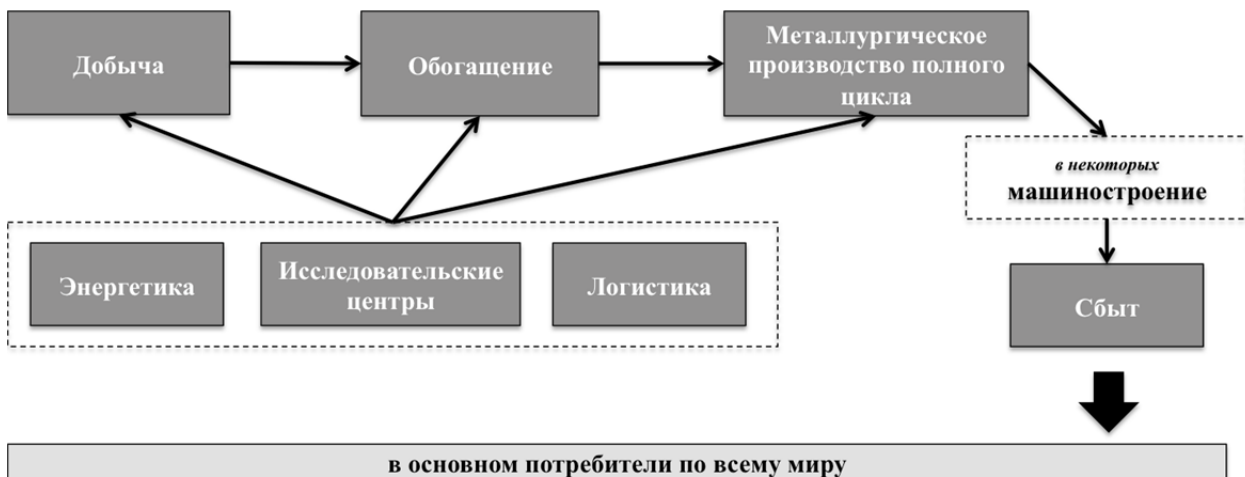 Добыча
Обогащение
Металлургическое
производство полного
цикла
в некоторых
машиностроение
Энергетика
Исследовательские
центры
Логистика
Сбыт
в основном потребители по всему миру